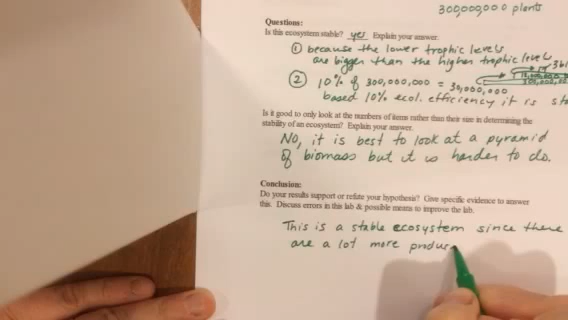 300,000,000 plants
Questions:
Is this ecosystem stable? yes Explain your answer.
① because the lower trophic levels
are bigger than the higher trophic levels
② 10% of 300,000,000 = 30,000,000
based 10% ecol. efficiency it is
Is it good to only look at the numbers of items rather than their size in determining the
stability of an ecosystem? Explain your answer.
No, it is best to look at a pyramid
of biomass but it is harder to do.
Conclusion:
Do your results support or refute your hypothesis? Give specific evidence to answer
this. Discuss errors in this lab & possible means to improve the lab.
This is a stable ecosystem since there
are a lot more produ